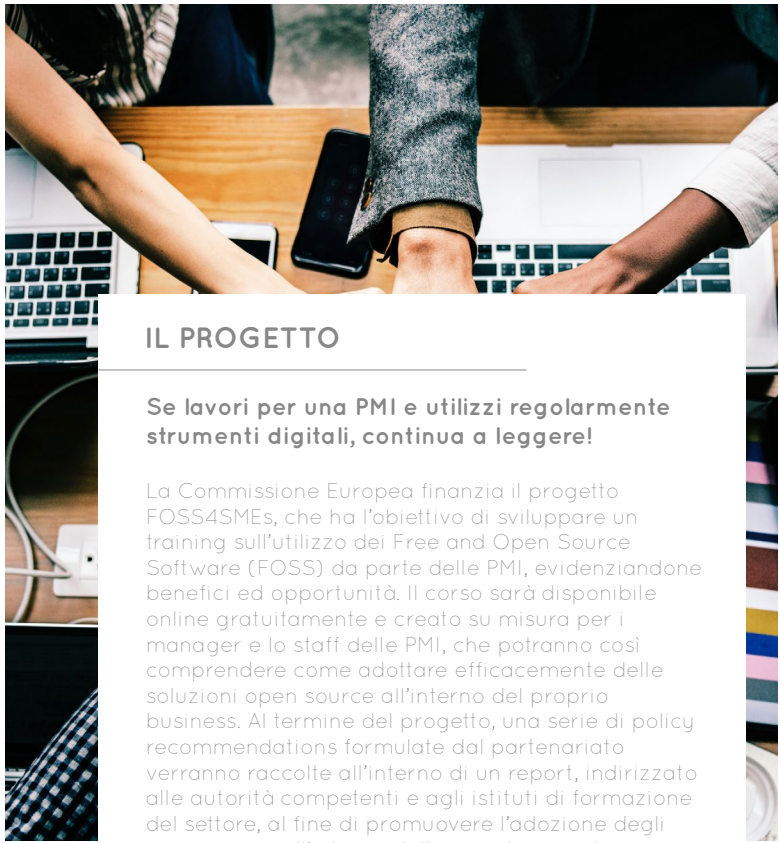 IL PROGETTO
Se lavori per una PMI e utilizzi regolarmente
strumenti digitali, continua a leggere!
La Commissione Europea finanzia il progetto
FOSS4SMEs, che ha l'obiettivo di sviluppare un
training sull'utilizzo dei Free and Open Source
Software (FOSS) da parte delle PMI, evidenziandone
benefici ed opportunità. Il corso sarà disponibile
online gratuitamente e creato su misura per i
manager e lo staff delle PMI, che potranno così
comprendere come adottare efficacemente delle
soluzioni open source all'interno del proprio
business. Al termine del progetto, una serie di policy
recommendations formulate dal partenariato
verranno raccolte all'interno di un report, indirizzato
alle autorità competenti e agli istituti di formazione
del settore, al fine di promuovere l'adozione degli